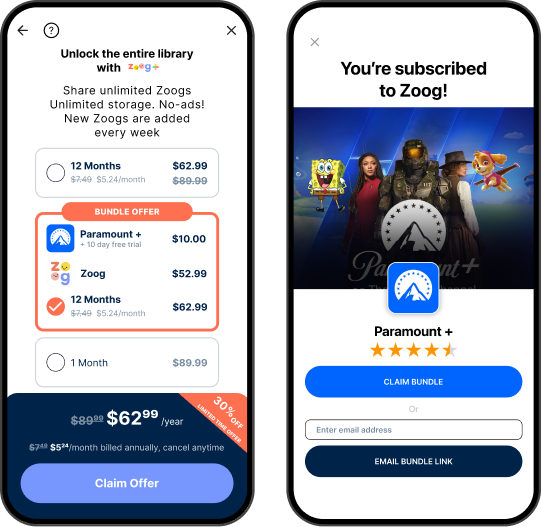 ?
Unlock the entire library
with zoog+
Share unlimited Zoogs
Unlimited storage. No-ads!
New Zoogs are added
every week
12 Months $62.99
$7.49 $5.24/month $89.99
BUNDLE OFFER
Paramount + $10.00
+ 10 day free trial
zoog
Zoog $52.99
12 Months $62.99
$7.49 $5.24/month
1 Month $89.99
30% OFF
LIMITED TIME OFFER
$89.99 $62.99 /year
$7.49 $5.24/month billed annually, cancel anytime
Claim Offer
You're subscribed
to Zoog!
Paramount+
Paramount +
CLAIM BUNDLE
Or
Enter email address
EMAIL BUNDLE LINK